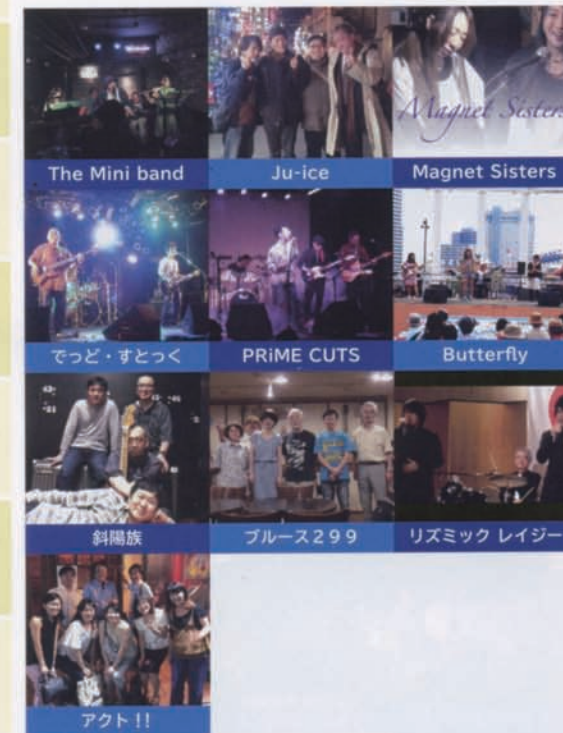 Magnet Sisters
The Mini band
Ju-ice
Magnet Sisters
でっど・すとっく
PRiME CUTS
Butterfly
斜陽族
ブルース299
リズミック レイジー
アクト!!